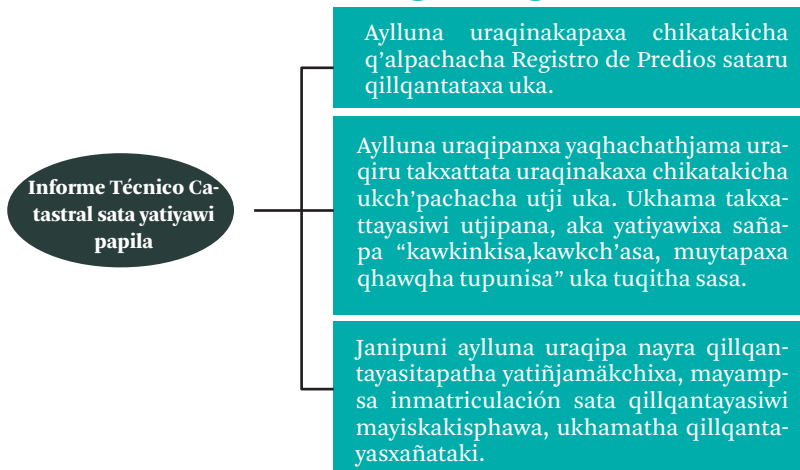 Aylluna uraqinakapaxa chikatakicha
q’alpachacha Registro de Predios sataru
qillqantataxa uka.
Informe Técnico Ca-
tastral sata yatiyawi
papila
Aylluna uraqipanxa yaqhachathjama ura-
qiru takxattata uraqinakaxa chikatakicha
ukch’pachacha utji uka. Ukhama takxa-
ttayasiwi utjipana, aka yatiyawixa saña-
pa “kawkinkisa,kawkch’asa, muytapaxa
qhawqha tupunisa” uka tuqitha sasa.
Janipuni aylluna uraqipa nayra qillqan-
tayasitapatha yatiñjamäkchixa, mayamp-
sa inmatriculación sata qillqantayasiwi
mayiskakisphawa, ukhamatha qillqanta-
yasxañataki.